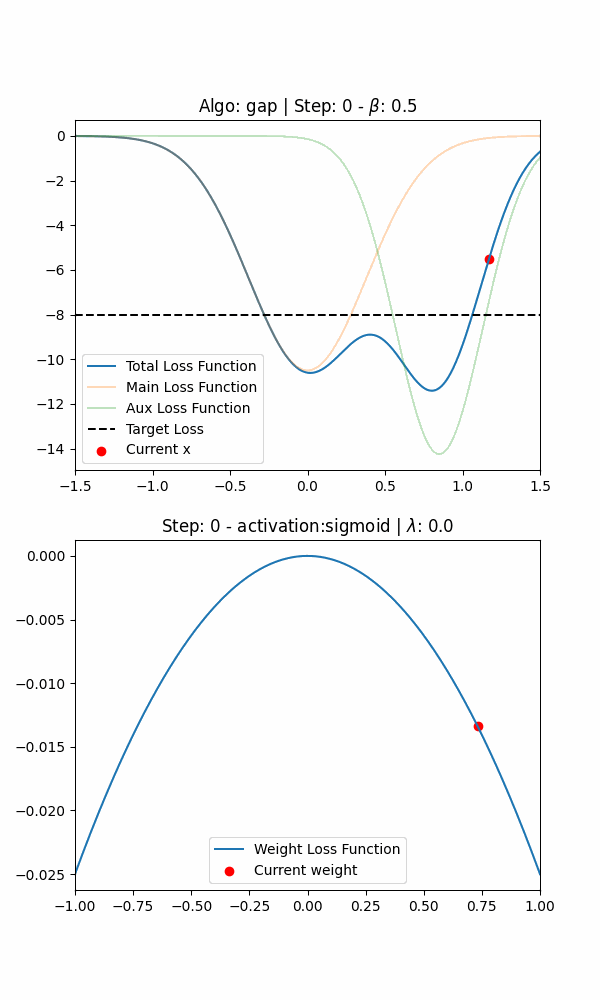 Algo: gap | Step: 0 - β: 0.5
0
−2
−4
−6
−8
−10
−12
−14
Total Loss Function
Main Loss Function
Aux Loss Function
Target Loss
Current x
−1.5 −1.0 −0.5 0.0 0.5 1.0 1.5
Step: 0 - activation:sigmoid | λ: 0.0
0.000
−0.005
−0.010
−0.015
−0.020
−0.025
Weight Loss Function
Current weight
−1.00 −0.75 −0.50 −0.25 0.00 0.25 0.50 0.75 1.00